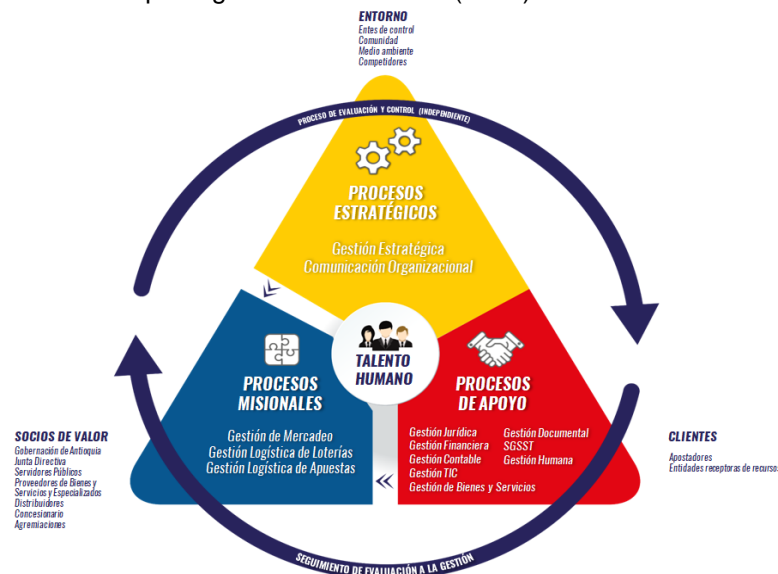 ENTORNO
Entes de control
Comunidad
Medio ambiente
Competidores
PROCESO DE EVALUACIÓN Y CONTROL (INDEPENDIENTE)
PROCESOS
ESTRATÉGICOS
Gestión Estratégica
Comunicación Organizacional
TALENTO
HUMANO
PROCESOS
MISIONALES
Gestión de Mercadeo
Gestión Logística de Loterías
Gestión Logística de Apuestas
PROCESOS
DE APOYO
Gestión Jurídica
Gestión Financiera
Gestión Contable
Gestión TIC
Gestión de Bienes y Servicios
Gestión Documental
SGSST
Gestión Humana
SOCIOS DE VALOR
Gobernación de Antioquia
Junta Directiva
Servidores Públicos
Proveedores de Bienes y
Servicios y Especializados
Distribuidores
Concesionario
Agremiaciones
CLIENTES
Apostadores
Entidades receptoras de recursos
SEGUIMIENTO DE EVALUACIÓN A LA GESTIÓN